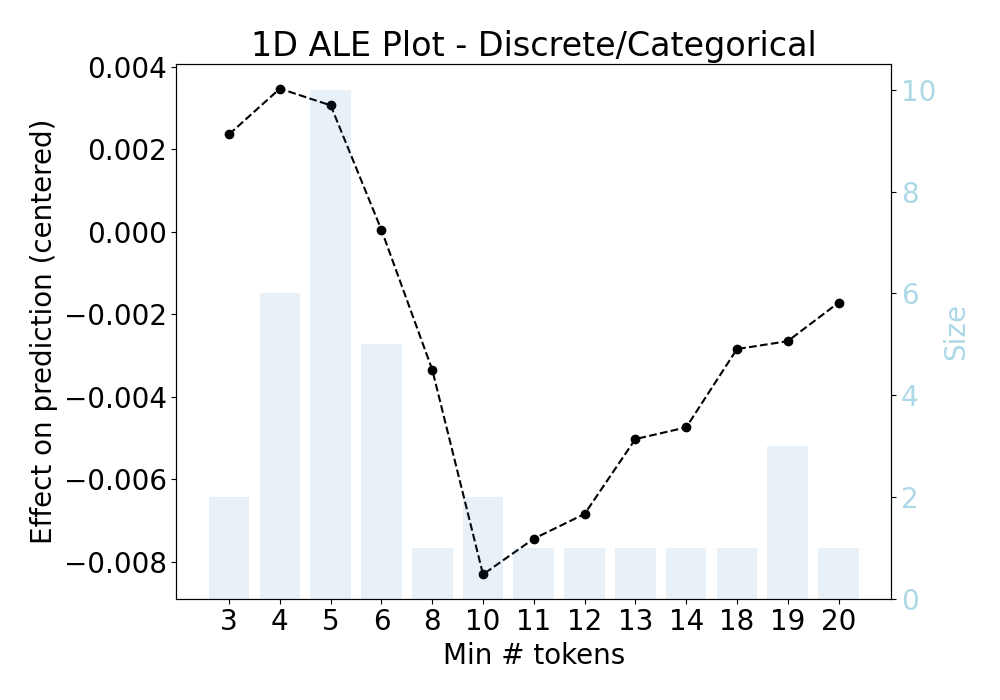 1D ALE Plot - Discrete/Categorical
0.004
0.002
0.000
−0.002
−0.004
−0.006
−0.008
Effect on prediction (centered)
10
8
6
4
2
0
Size
3 4 5 6 8 10 11 12 13 14 18 19 20
Min # tokens